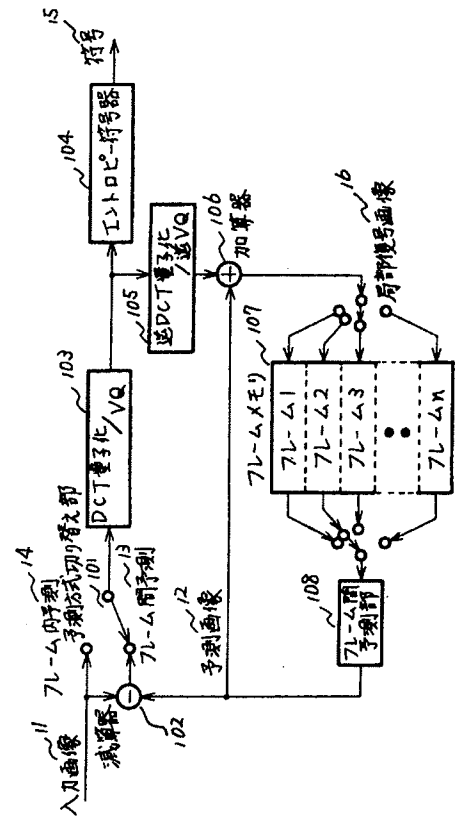 入力画像
11
フレーム内予測
14
予測方式切り替え部
101
減算器
102
13
フレーム間予測
103
DCT量子化
/VQ
104
エントロピー符号器
15
符号
105
逆DCT量子化
/逆VQ
106
加算器
予測画像
12
108
フレーム間
予測部
フレームメモリ
107
フレーム1
フレーム2
フレーム3
フレームn
局部復号画像
16